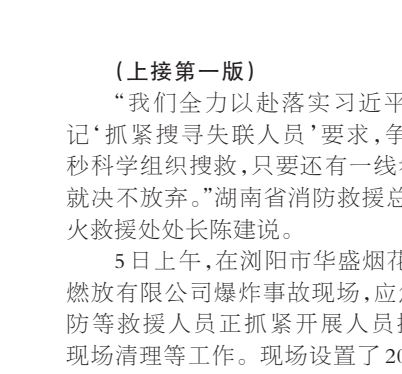 (上接第一版)
“我们全力以赴落实习近平
记‘抓紧搜寻失联人员’要求,争
秒科学组织搜救,只要还有一线
就决不放弃。”湖南省消防救援总
火救援处处长陈建说。
5日上午,在浏阳市华盛烟花
燃放有限公司爆炸事故现场,应
防等救援人员正抓紧开展人员
现场清理等工作。现场设置了20